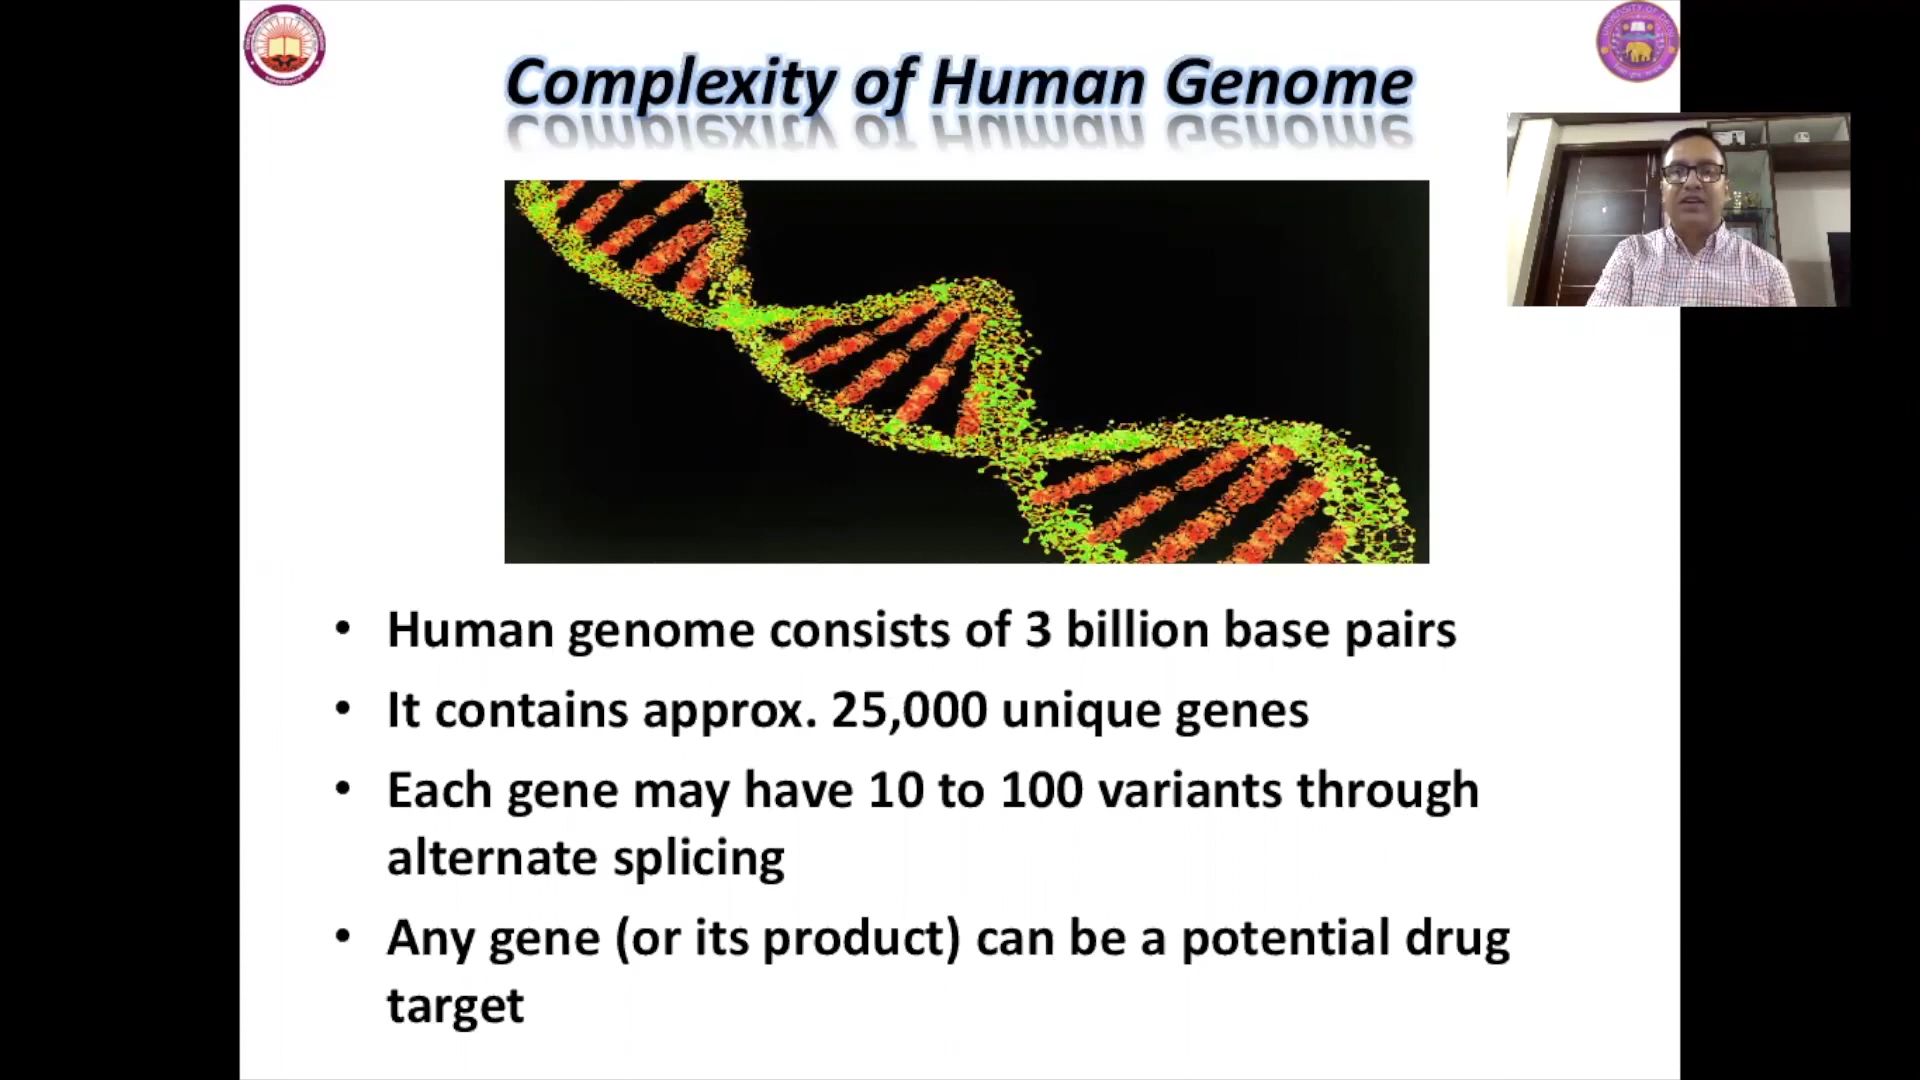 Complexity of Human Genome
• Human genome consists of 3 billion base pairs
• It contains approx. 25,000 unique genes
• Each gene may have 10 to 100 variants through
alternate splicing
• Any gene (or its product) can be a potential drug
target